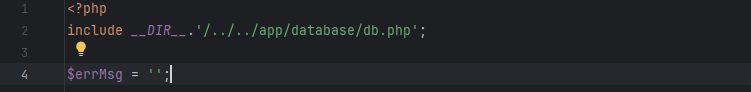 1 <?php
2 include __DIR__.'/../../app/database/db.php';
3
4 $errMsg = '';